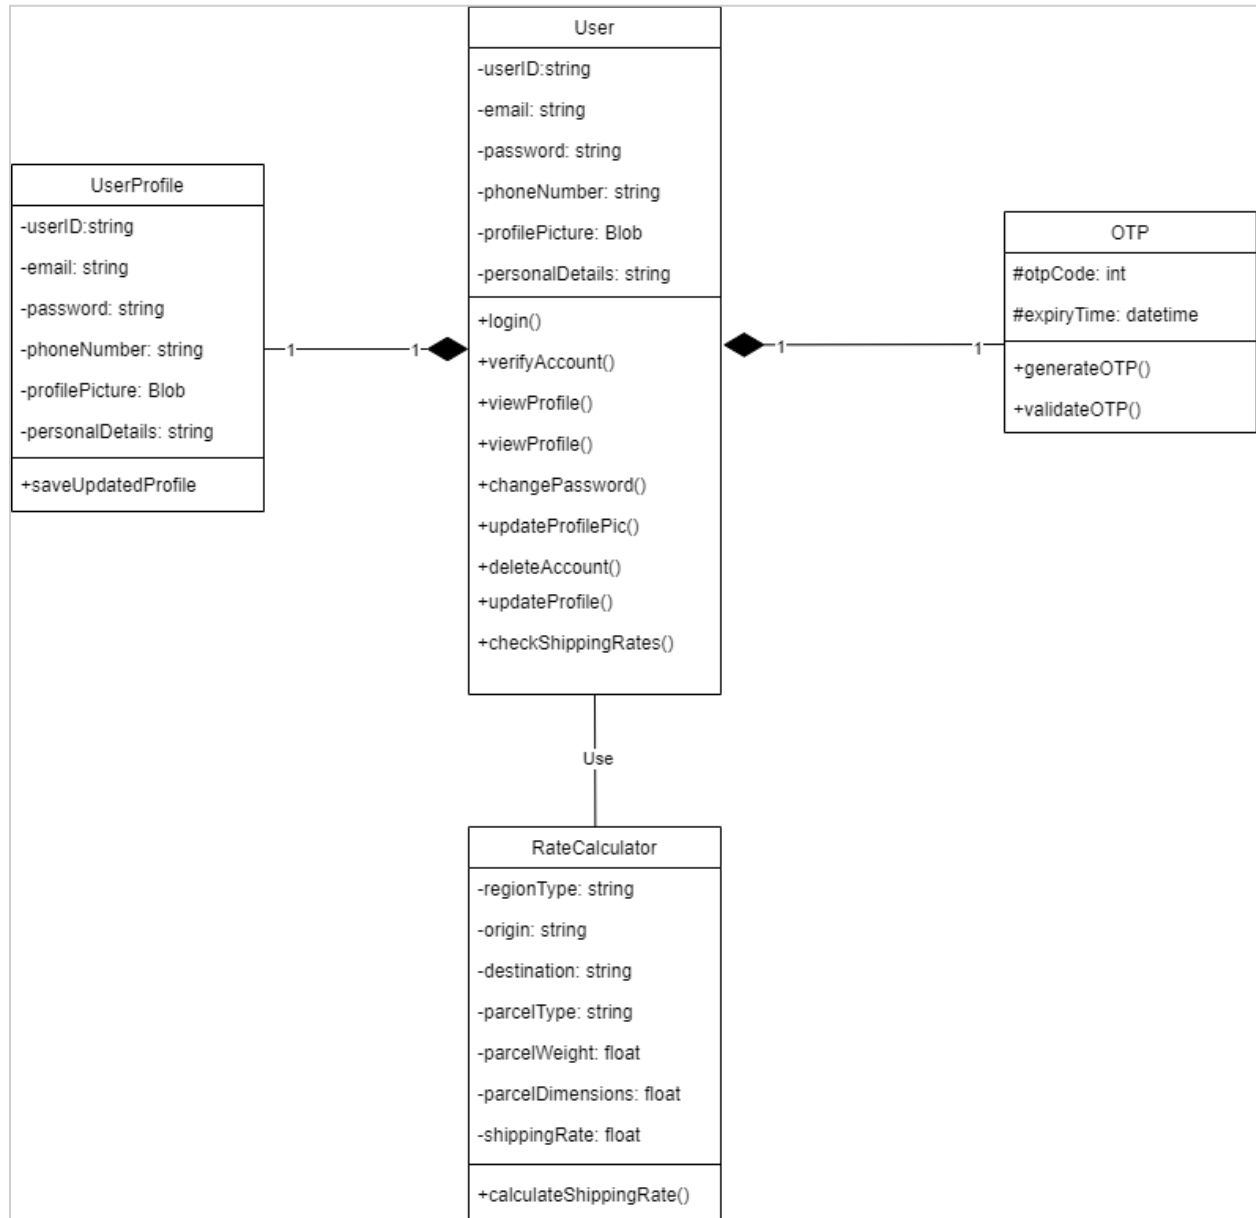 User
-userID:string
-email: string
-password: string
-phoneNumber: string
-profilePicture: Blob
-personalDetails: string
+login()
+verifyAccount()
+viewProfile()
+viewProfile()
+changePassword()
+updateProfilePic()
+deleteAccount()
+updateProfile()
+checkShippingRates()
UserProfile
-userID:string
-email: string
-password: string
-phoneNumber: string
-profilePicture: Blob
-personalDetails: string
+saveUpdatedProfile
1
1
1
1
OTP
#otpCode: int
#expiryTime: datetime
+generateOTP()
+validateOTP()
Use
RateCalculator
-regionType: string
-origin: string
-destination: string
-parcelType: string
-parcelWeight: float
-parcelDimensions: float
-shippingRate: float
+calculateShippingRate()